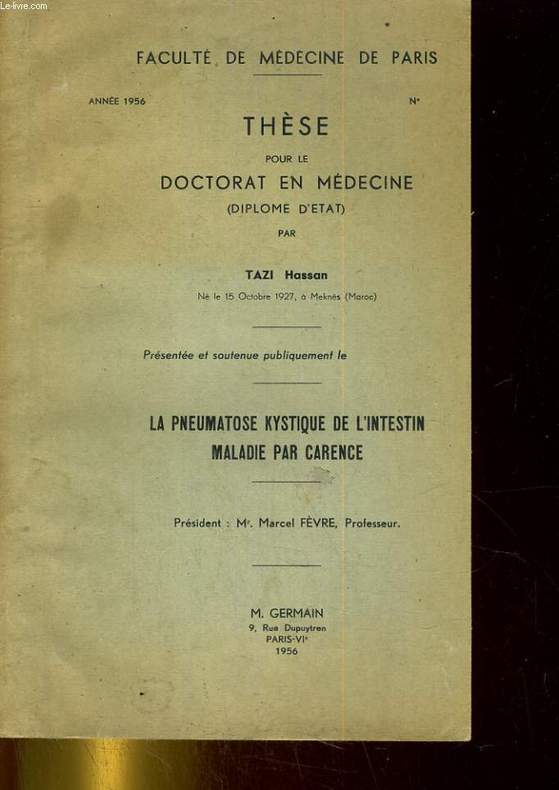 Le-livre.com
FACULTÉ DE MÉDECINE DE PARIS
ANNÉE 1956 N°
THÈSE
POUR LE
DOCTORAT EN MÉDECINE
(DIPLOME D'ETAT)
PAR
TAZI Hassan
Né le 15 Octobre 1927, à Meknès (Maroc)
Présentée et soutenue publiquement le
LA PNEUMATOSE KYSTIQUE DE L'INTESTIN
MALADIE PAR CARENCE
Président : Mr. Marcel FÈVRE, Professeur.
M. GERMAIN
9, Rue Dupuytren
PARIS-VIe
1956